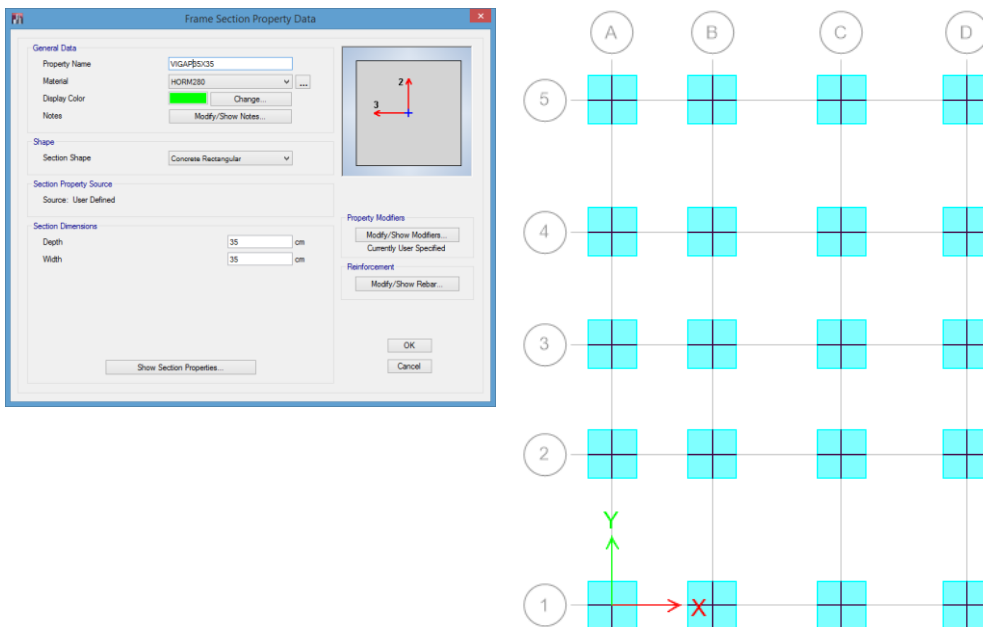 Frame Section Property Data
General Data
Property Name
VIGAP35X35
Material
HORM280
...
Display Color
Change...
Notes
Modify/Show Notes...
Shape
Section Shape
Concrete Rectangular
Section Property Source
Source: User Defined
Section Dimensions
Depth
35
cm
Width
35
cm
Show Section Properties...
2
3
Property Modifiers
Modify/Show Modifiers...
Currently User Specified
Reinforcement
Modify/Show Rebar...
OK
Cancel
A
B
C
D
5
4
3
2
Y
1
X